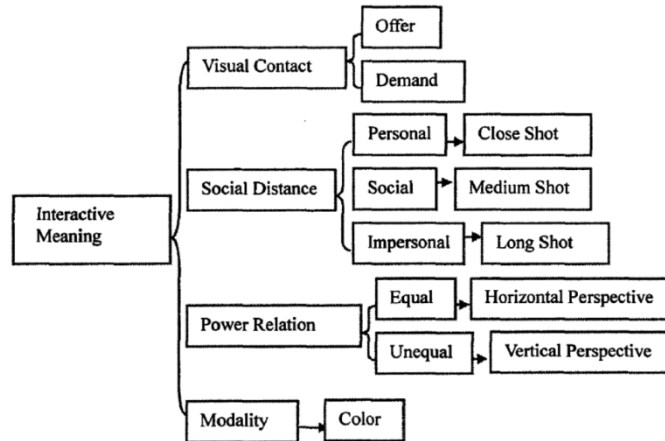 Offer
Visual Contact
Demand
Personal
Close Shot
Social Distance
Social
Medium Shot
Interactive
Meaning
Impersonal
Long Shot
Equal
Horizontal Perspective
Power Relation
Unequal
Vertical Perspective
Modality
Color